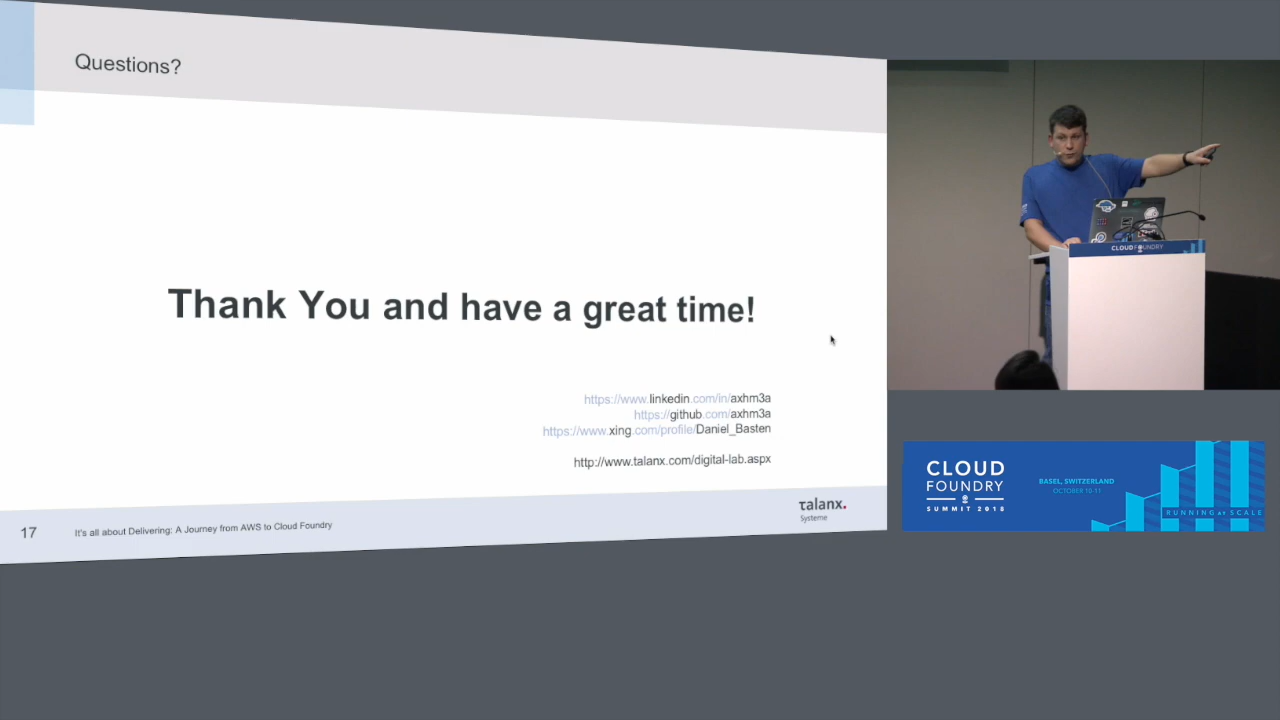 Questions?
Thank You and have a great time!
https://www.linkedin.com/in/axhm3a
https://github.com/axhm3a
https://www.xing.com/profile/Daniel_Basten
http://www.talanx.com/digital-lab.aspx
17
It's all about Delivering: A Journey from AWS to Cloud Foundry
talanx.
Systeme
CLOUD FOUNDRY
CLOUD
FOUNDRY
SUMMIT 2018
BASEL, SWITZERLAND
OCTOBER 10-11
RUNNING AT SCALE